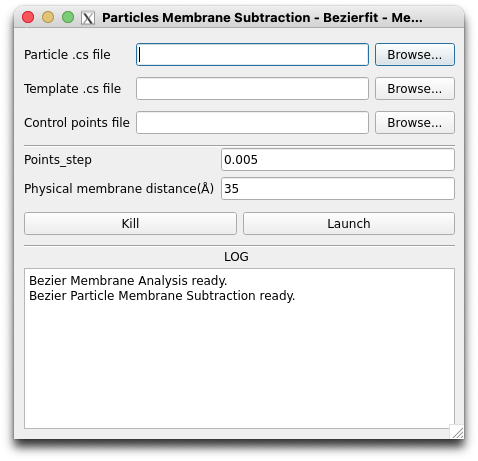 Particles Membrane Subtraction - Bezierfit - Me...
Particle .cs file
Browse...
Template .cs file
Browse...
Control points file
Browse...
Points_step
0.005
Physical membrane distance(Å)
35
Kill
Launch
LOG
Bezier Membrane Analysis ready.
Bezier Particle Membrane Subtraction ready.